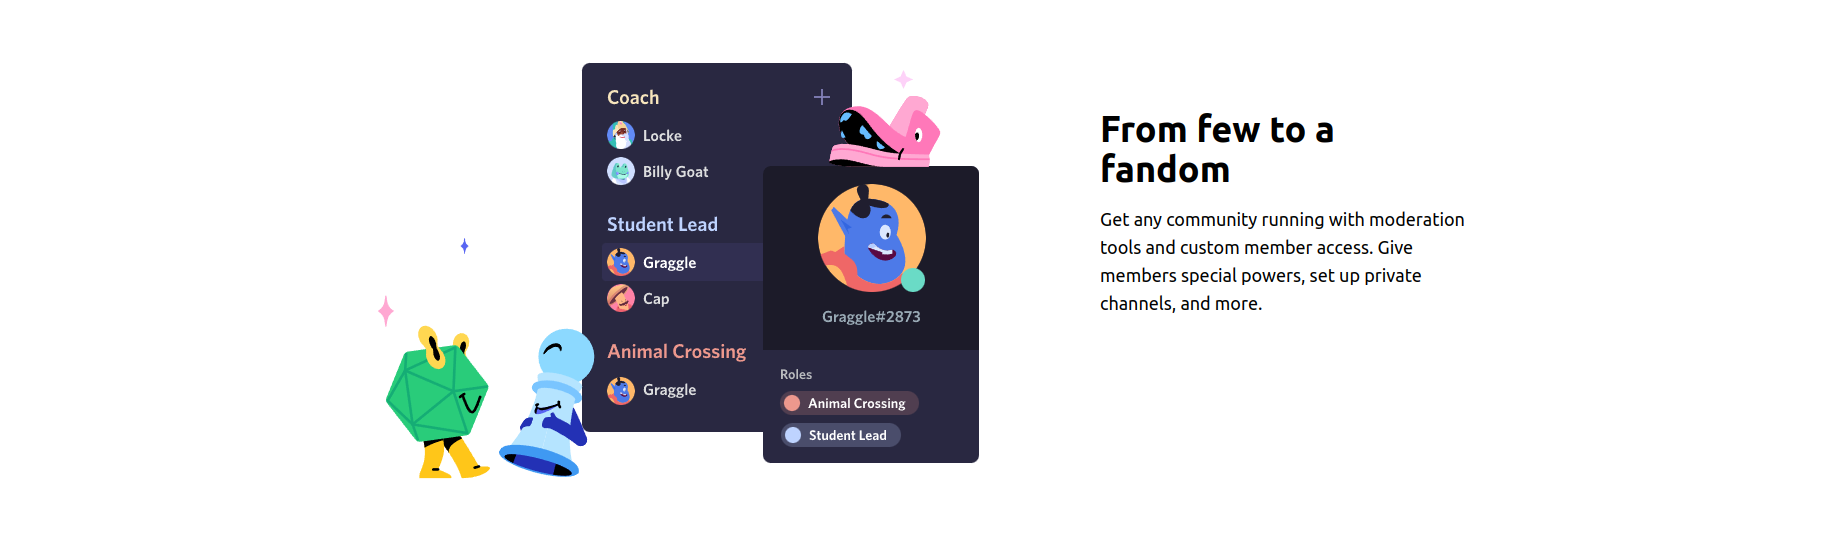 Coach
Locke
Billy Goat
Student Lead
Graggle
Cap
Animal Crossing
Graggle
Graggle#2873
Roles
Animal Crossing
Student Lead
From few to a
fandom
Get any community running with moderation
tools and custom member access. Give
members special powers, set up private
channels, and more.